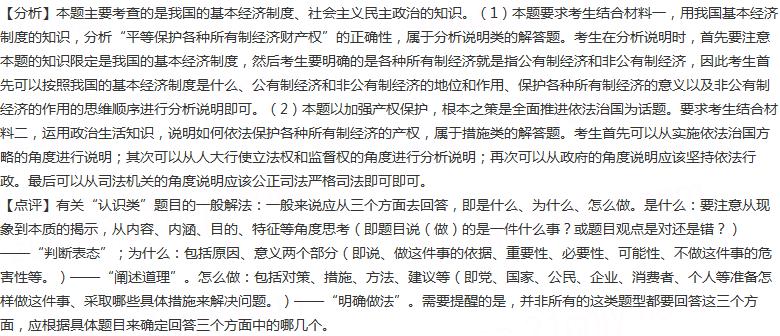 【分析】本题主要考查的是我国的基本经济制度、社会主义民主政治的知识。（1）本题要求考生结合材料一，用我国基本经济
制度的知识，分析“平等保护各种所有制经济财产权”的正确性，属于分析说明类的解答题。考生在分析说明时，首先要注意
本题的知识限定是我国的基本经济制度，然后考生要明确的是各种所有制经济就是指公有制经济和非公有制经济，因此考生首
先可以按照我国的基本经济制度是什么、公有制经济和非公有制经济的地位和作用、保护各种所有制经济的意义以及非公有制
经济的作用的思维顺序进行分析说明即可。（2）本题以加强产权保护，根本之策是全面推进依法治国为话题。要求考生结合材
料二，运用政治生活知识，说明如何依法保护各种所有制经济的产权，属于措施类的解答题。考生首先可以从实施依法治国方
略的角度进行说明；其次可以从人大行使立法权和监督权的角度进行分析说明；再次可以从政府的角度说明应该坚持依法行
政。最后可以从司法机关的角度说明应该公正司法严格司法即可即可。
【点评】有关“认识类”题目的一般解法：一般来说应从三个方面去回答，即是什么、为什么、怎么做。是什么：要注意从现
象到本质的揭示，从内容、内涵、目的、特征等角度思考（即题目说（做）的是一件什么事？或题目观点是对还是错？）
——“判断表态”；为什么：包括原因、意义两个部分（即说、做这件事的依据、重要性、必要性、可能性、不做这件事的危
害性等。）——“阐述道理”。怎么做：包括对策、措施、方法、建议等（即党、国家、公民、企业、消费者、个人等准备怎
样做这件事、采取哪些具体措施来解决问题。）——“明确做法”。需要提醒的是，并非所有的这类题型都要回答这三个方
面，应根据具体题目来确定回答三个方面中的哪几个。